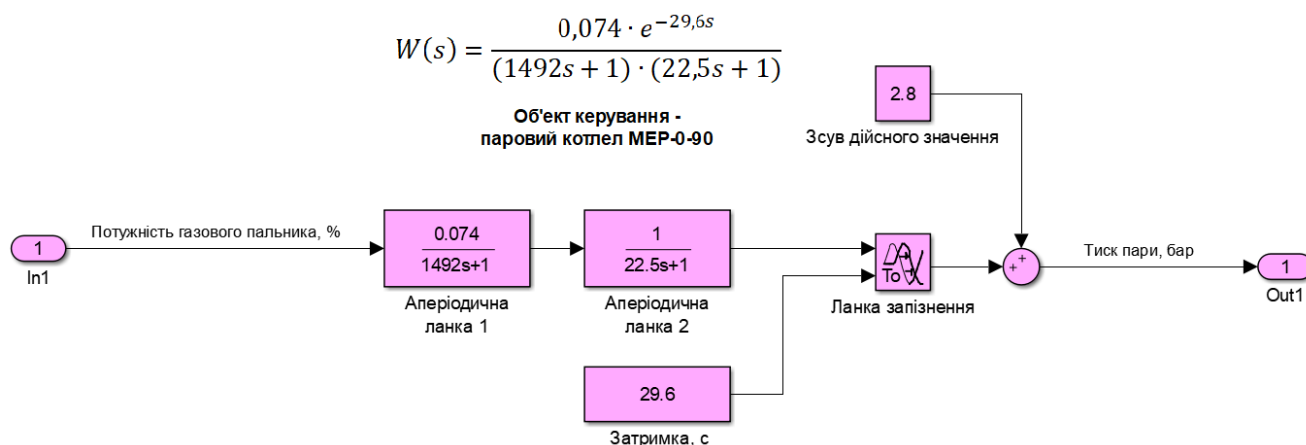 W(s) = 0,074 · e^{-29,6s} / (1492s + 1) · (22,5s + 1)
Об'ект керування -
паровий котлел МЕР-0-90
2.8
Зсув дійсного значення
Потужність газового пальника, %
1
In1
0.074
1492s+1
Аперіодична
ланка 1
1
22.5s+1
Аперіодична
ланка 2
To
Ланка запізнення
+
+
Тиск пари, бар
1
Out1
29.6
Затримка, с